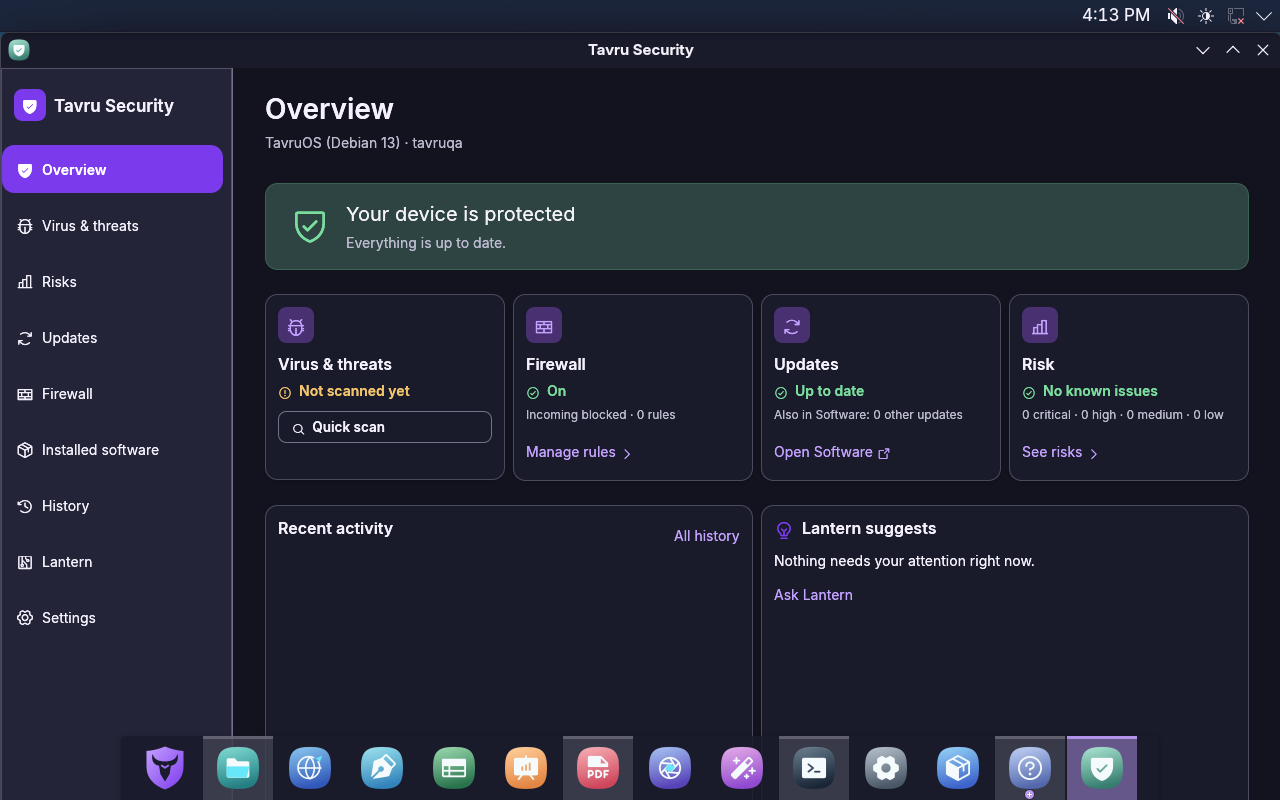 4:13 PM
Tavru Security
Tavru Security
Overview
Virus & threats
Risks
Updates
Firewall
Installed software
History
Lantern
Settings
Overview
TavruOS (Debian 13) · tavruqa
Your device is protected
Everything is up to date.
Virus & threats
Not scanned yet
Quick scan
Firewall
On
Incoming blocked · 0 rules
Manage rules
Updates
Up to date
Also in Software: 0 other updates
Open Software
Risk
No known issues
0 critical · 0 high · 0 medium · 0 low
See risks
Recent activity
All history
Lantern suggests
Nothing needs your attention right now.
Ask Lantern
PDF